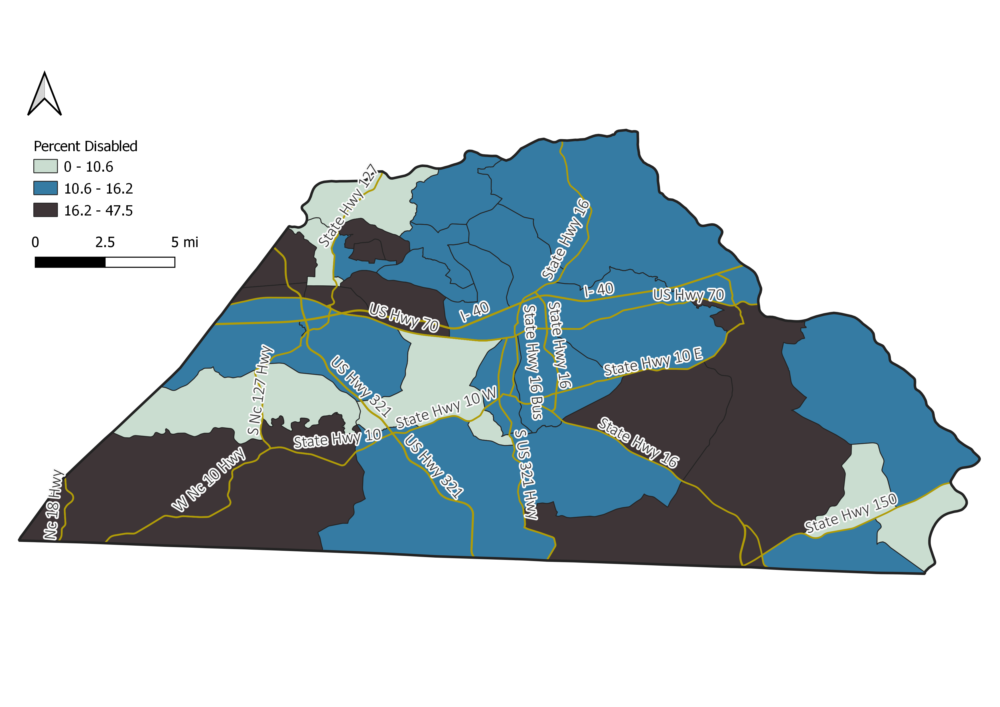 Percent Disabled
0 - 10.6
10.6 - 16.2
16.2 - 47.5
0 2.5 5 mi
State Hwy 127
State Hwy 16
I- 40
US Hwy 70
I- 40
US Hwy 70
State Hwy 16 Bus
State Hwy 16
S Nc 127 Hwy
US Hwy 321
State Hwy 10 E
State Hwy 10 W
State Hwy 10
State Hwy 16
W Nc 10 Hwy
US Hwy 321
S US 321 Hwy
Nc 18 Hwy
State Hwy 150